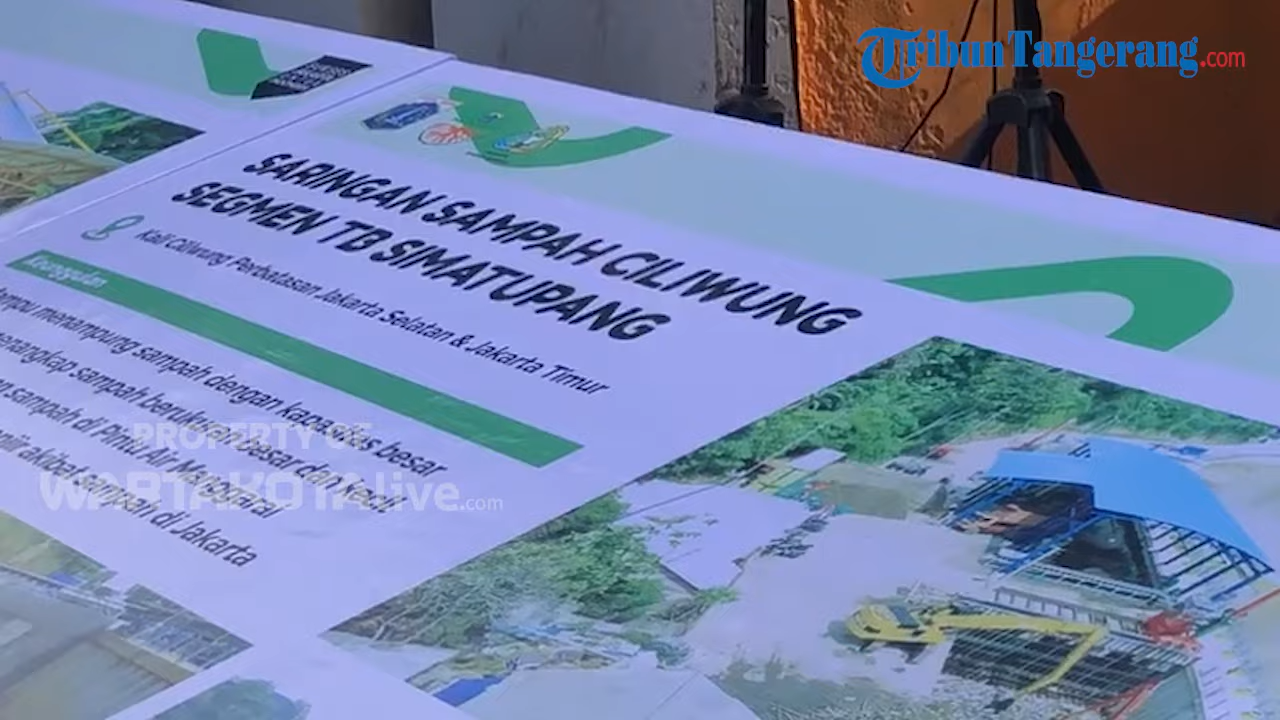 TribunTangerang.com
SARINGAN SAMPAH CILIWUNG
SEGMEN TB SIMATUPANG
Kali Ciliwung Perbatasan Jakarta Selatan & Jakarta Timur
Keunggulan
menampung sampah dengan kapasitas besar
menangkap sampah berukuran besar dan kecil
sampah di Pintu Air Manggarai
akibat sampah di Jakarta
PROPERTY OF
WARTAKOTAlive.com